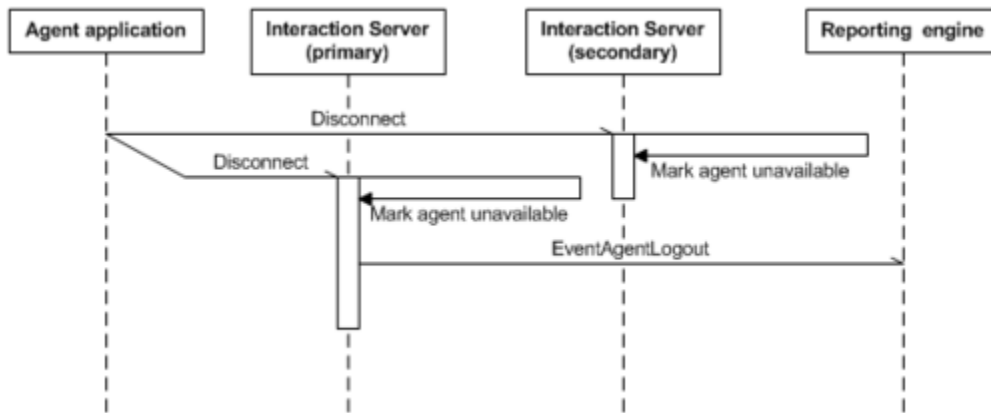 Agent application
Interaction Server
(primary)
Interaction Server
(secondary)
Reporting engine
Disconnect
Disconnect
Mark agent unavailable
Mark agent unavailable
EventAgentLogout